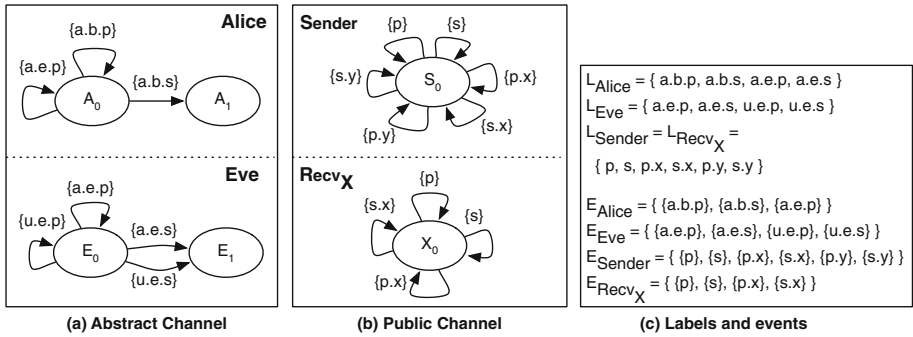 Alice
{a.b.p}
{a.e.p}
{a.b.s}
A0
A1
Eve
{a.e.p}
{u.e.p}
{a.e.s}
E0
E1
{u.e.s}
(a) Abstract Channel
Sender
{p}
{s}
{s.y}
{p.x}
S0
{p.y}
{s.x}
RecvX
{p}
{s.x}
{s}
X0
{p.x}
(b) Public Channel
LAlice = { a.b.p, a.b.s, a.e.p, a.e.s }
LEve = { a.e.p, a.e.s, u.e.p, u.e.s }
LSender = LRecvX =
{ p, s, p.x, s.x, p.y, s.y }
EAlice = { {a.b.p}, {a.b.s}, {a.e.p} }
EEve = { {a.e.p}, {a.e.s}, {u.e.p}, {u.e.s} }
ESender = { {p}, {s}, {p.x}, {s.x}, {p.y}, {s.y} }
ERecvX = { {p}, {s}, {p.x}, {s.x} }
(c) Labels and events